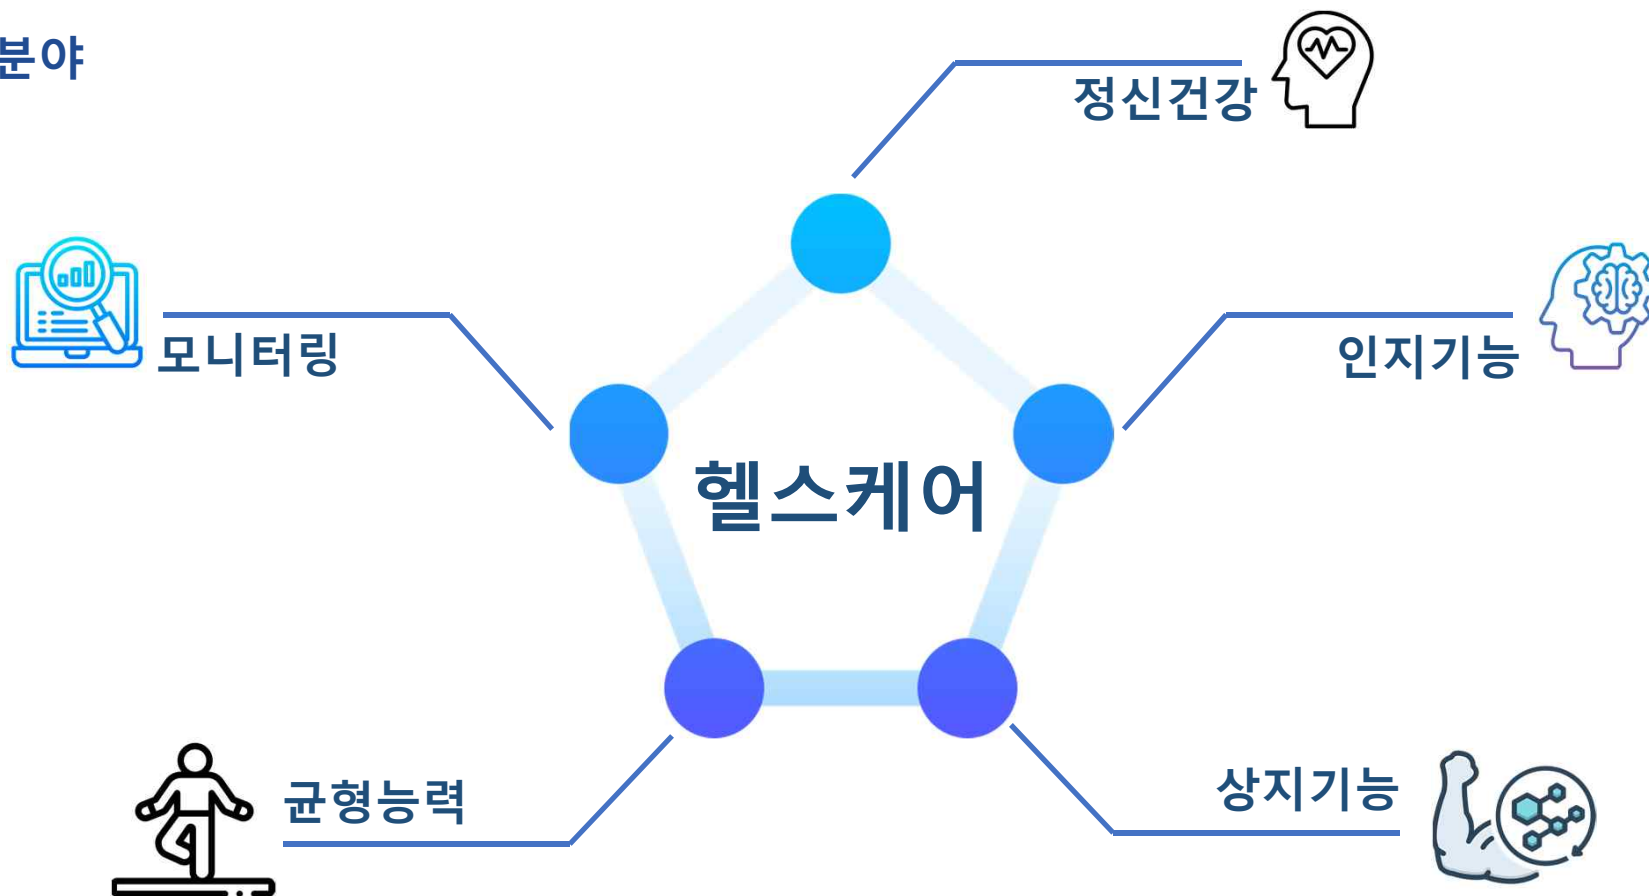 분야
정신건강
모니터링
인지기능
헬스케어
균형능력
상지기능